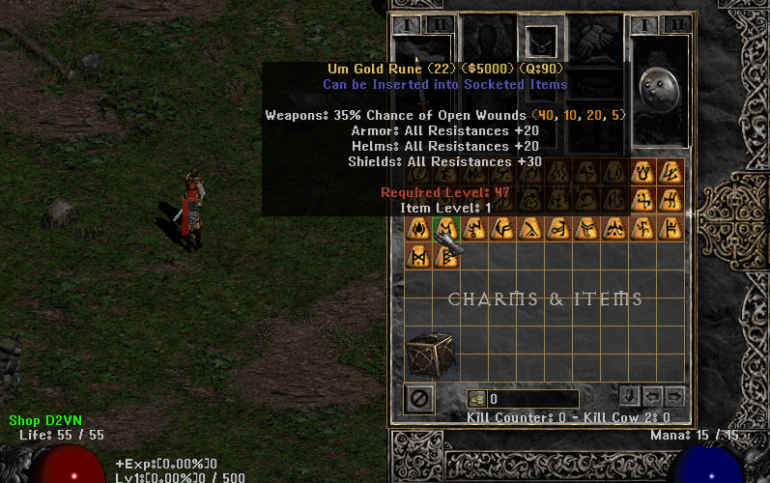 I
II
I
II
Um Gold Rune (22) ($5000) (Q:90)
Can be Inserted into Socketed Items
Weapons: 35% Chance of Open Wounds (40, 10, 20, 5)
Armor: All Resistances +20
Helms: All Resistances +20
Shields: All Resistances +30
Required Level: 47
Item Level: 1
CHARMS & ITEMS
0
Kill Counter: 0 - Kill Cow 2: 0
Shop D2VN
Life: 55 / 55
Mana: 15 / 15
+Exp:[0.00%]0
Lv1:[0.00%]0 / 500